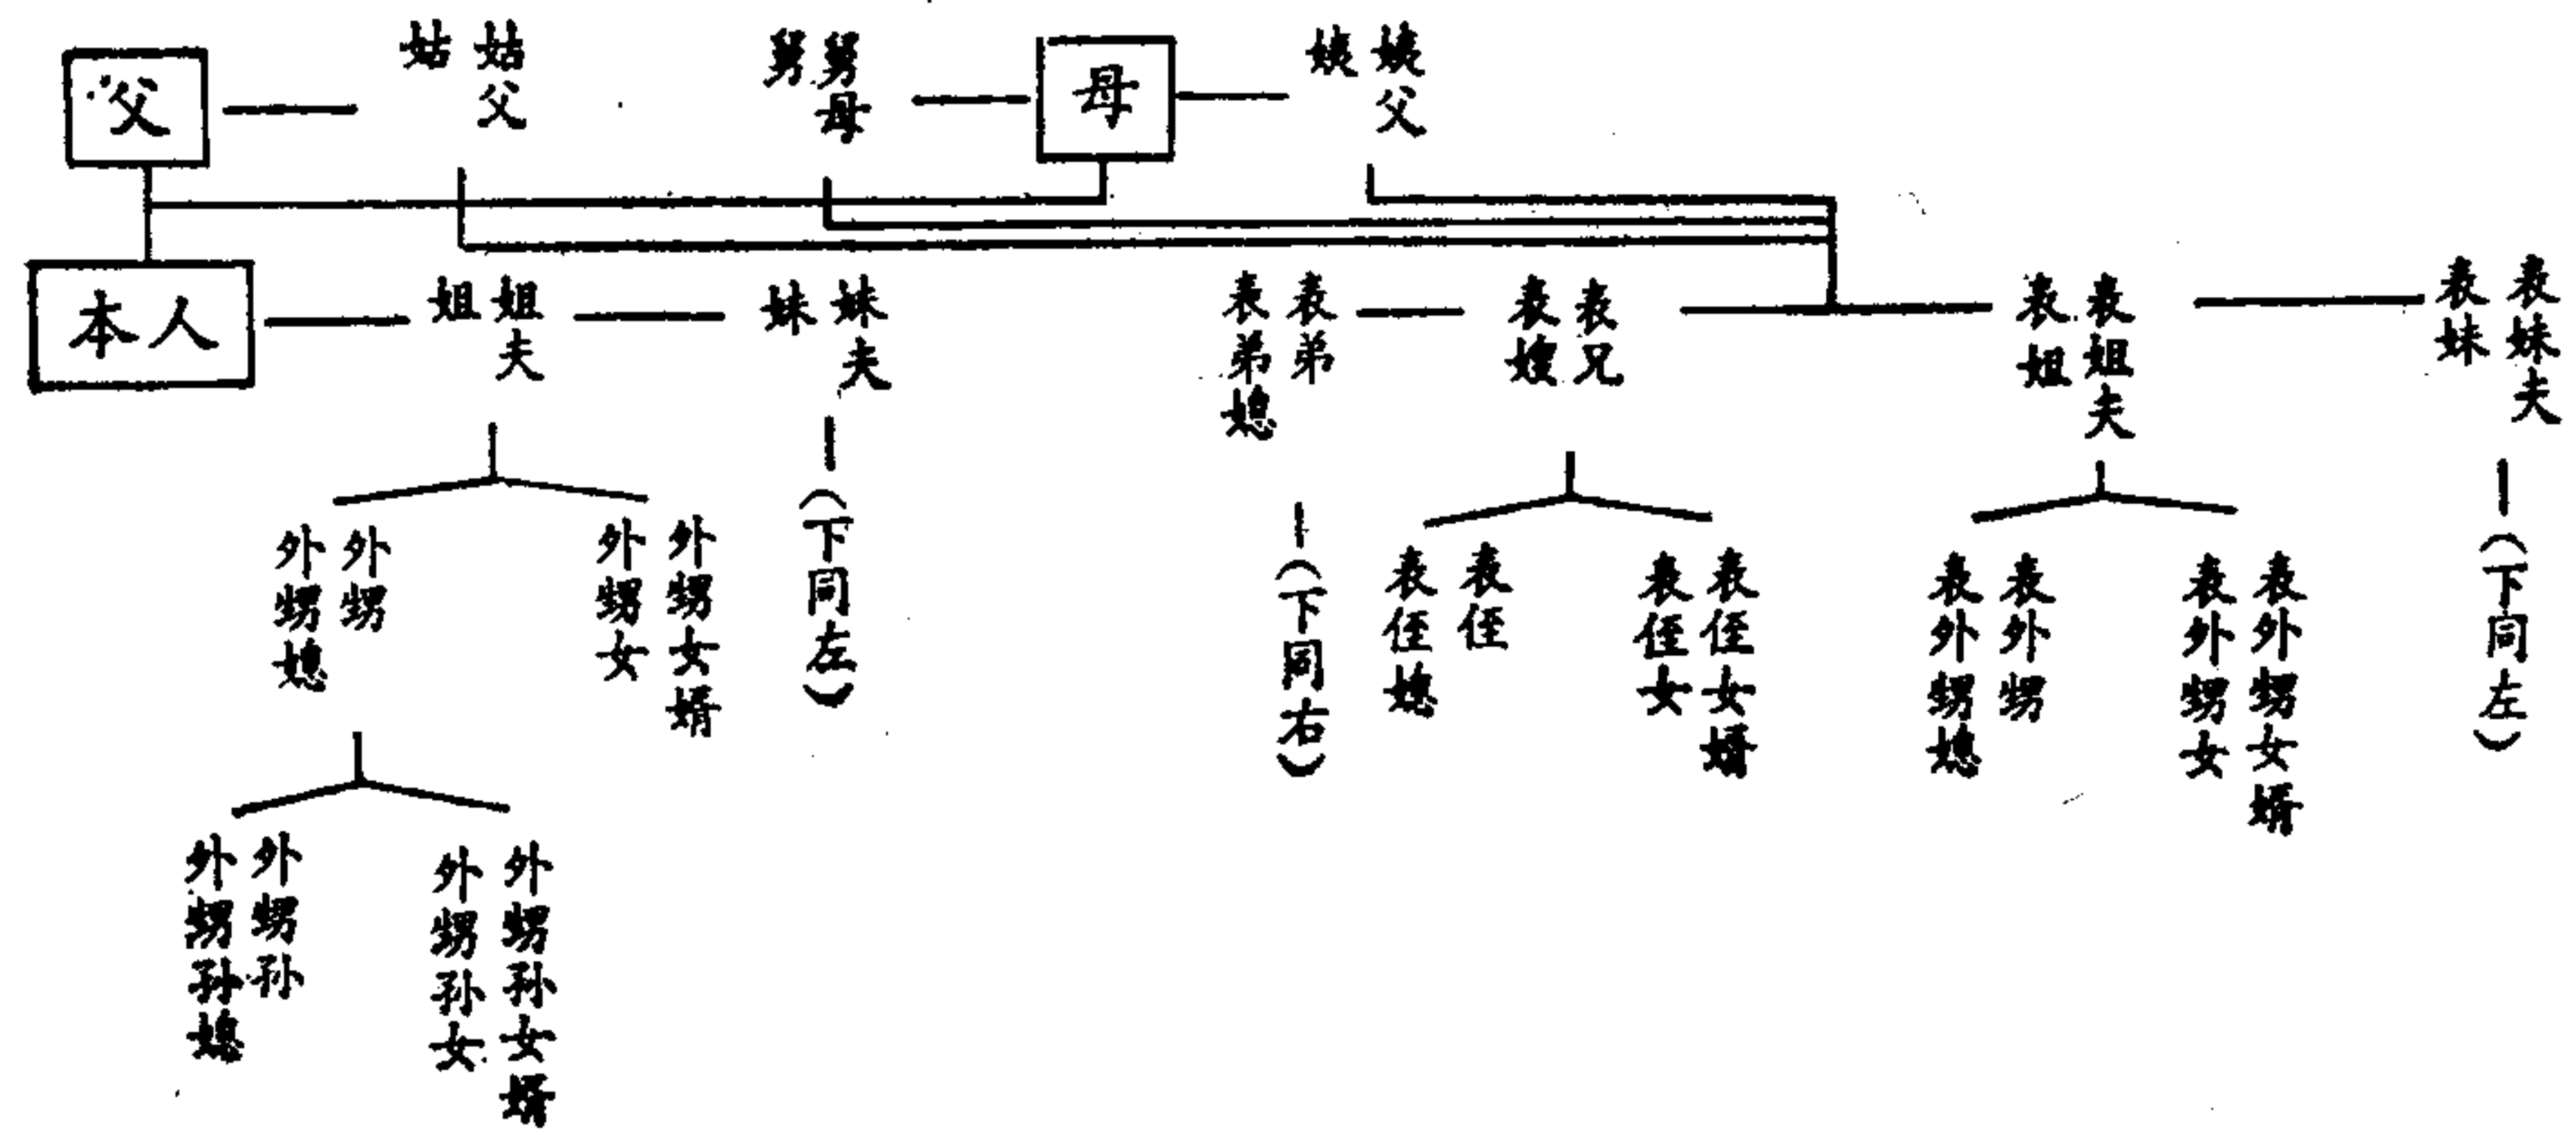 父
姑
姑父
舅
舅母
母
姨
姨父
本人
姐
姐夫
妹
妹夫
表弟媳
表弟
表嫂
表兄
表姐
表姐夫
表妹
表妹夫
外甥媳
外甥
外甥女
外甥女婿
（下同左）
（下同右）
表侄媳
表侄
表侄女
表侄女婿
表外甥媳
表外甥
表外甥女
表外甥女婿
（下同左）
外甥孙媳
外甥孙
外甥孙女
外甥孙女婿